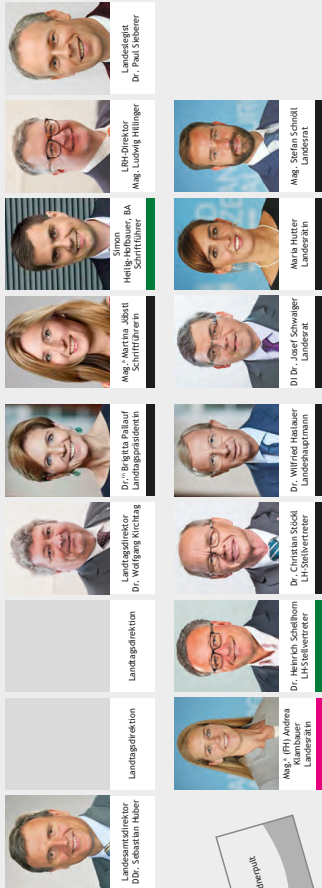 Landeslegist
Dr. Paul Sieberer
LRH-Direktor
Mag. Ludwig Hillinger
Simon
Heilig-Hofbauer, BA
Schriftführer
Mag.ª Martina Jöbstl
Schriftführerin
Dr.ⁱⁿ Brigitta Pallauf
Landtagspräsidentin
Landtagsdirektor
Dr. Wolfgang Kirchtag
Landtagsdirektion
Landtagsdirektion
Landesamtsdirektor
DDr. Sebastian Huber
Mag. Stefan Schnöll
Landesrat
Maria Hutter
Landesrätin
DI Dr. Josef Schwaiger
Landesrat
Dr. Wilfried Haslauer
Landeshauptmann
Dr. Christian Stöckl
LH-Stellvertreter
Dr. Heinrich Schellhorn
LH-Stellvertreter
Mag.ª (FH) Andrea
Klambauer
Landesrätin